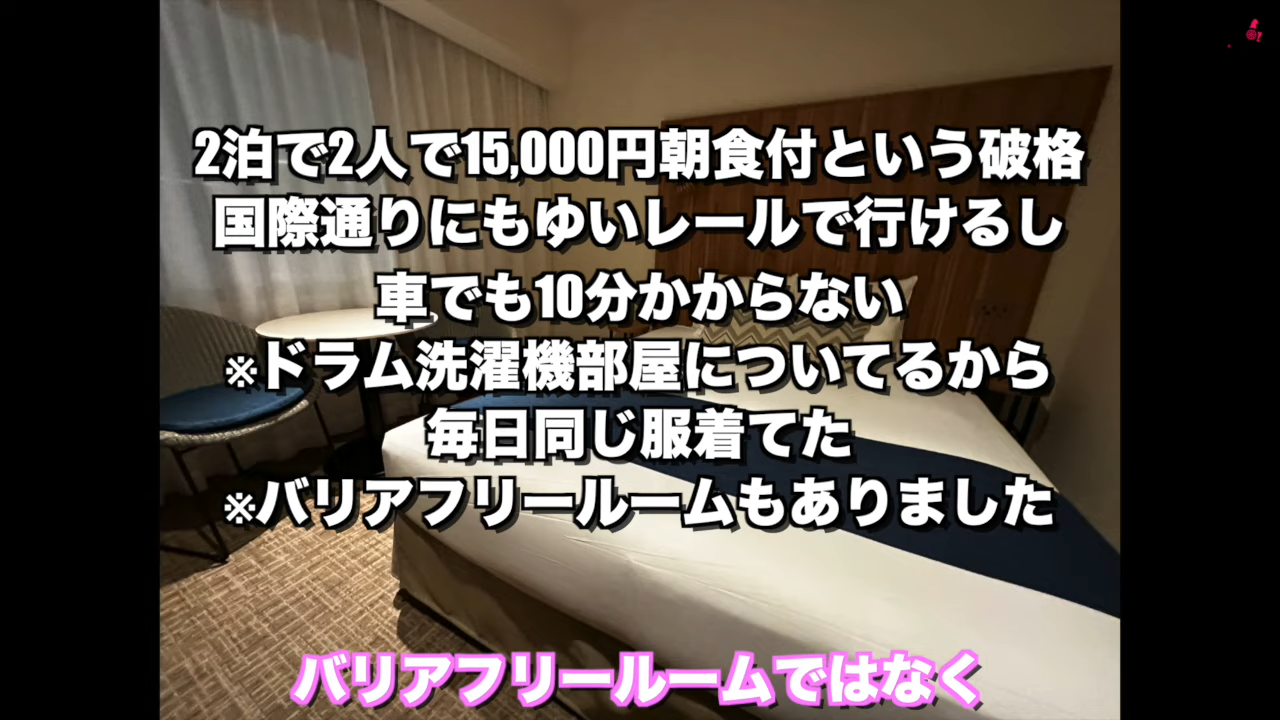 2泊で2人で15,000円朝食付という破格
国際通りにもゆいレールで行けるし
車でも10分かからない
※ドラム洗濯機部屋についてるから
毎日同じ服着てた
※バリアフリールームもありました
バリアフリールームではなく